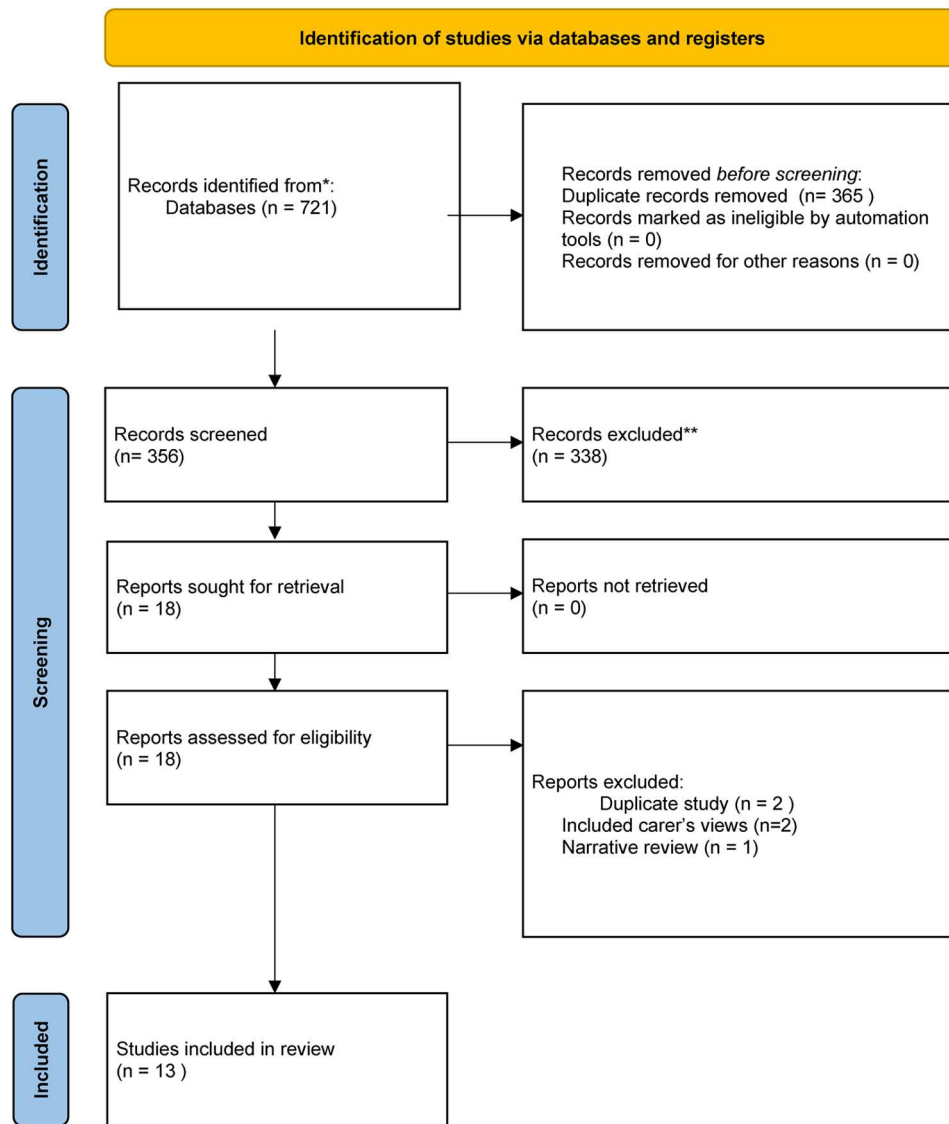 Identification of studies via databases and registers
Identification
Records identified from*:
Databases (n = 721)
Records removed before screening:
Duplicate records removed  (n= 365 )
Records marked as ineligible by automation
tools (n = 0)
Records removed for other reasons (n = 0)
Screening
Records screened
(n= 356)
Records excluded**
(n = 338)
Reports sought for retrieval
(n = 18)
Reports not retrieved
(n = 0)
Reports assessed for eligibility
(n = 18)
Reports excluded:
Duplicate study (n = 2 )
Included carer’s views (n=2)
Narrative review (n = 1)
Included
Studies included in review
(n = 13 )